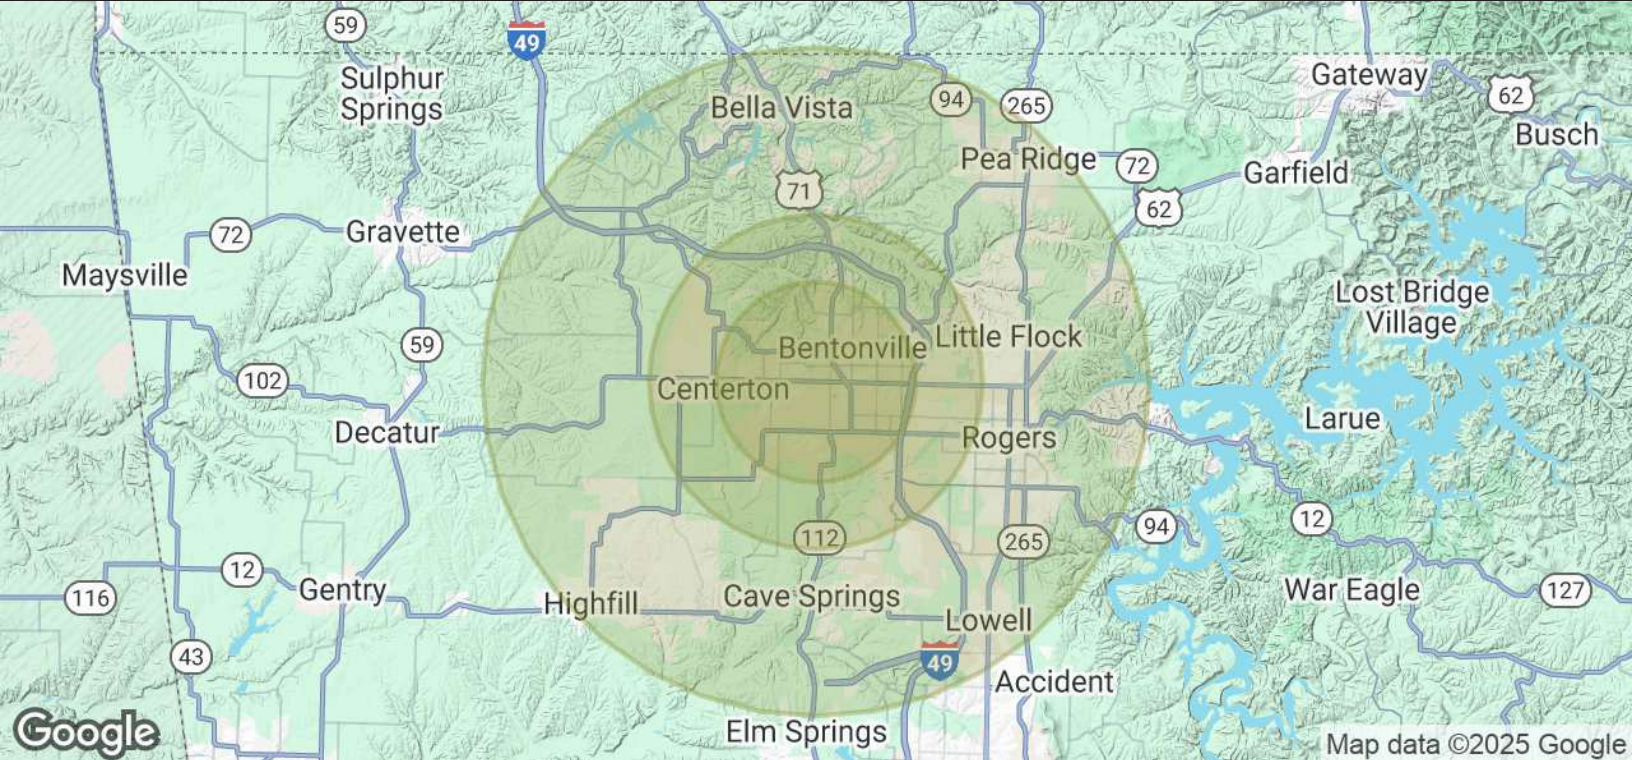 59
49
Sulphur
Springs
Bella Vista
94
265
Gateway
62
Busch
Pea Ridge
72
Garfield
71
62
72
Gravette
Maysville
Lost Bridge
Village
59
Bentonville
Little Flock
102
Centerton
Larue
Decatur
Rogers
112
265
94
12
12
116
Gentry
Highfill
Cave Springs
Lowell
War Eagle
127
43
49
Accident
Elm Springs
Google
Map data ©2025 Google